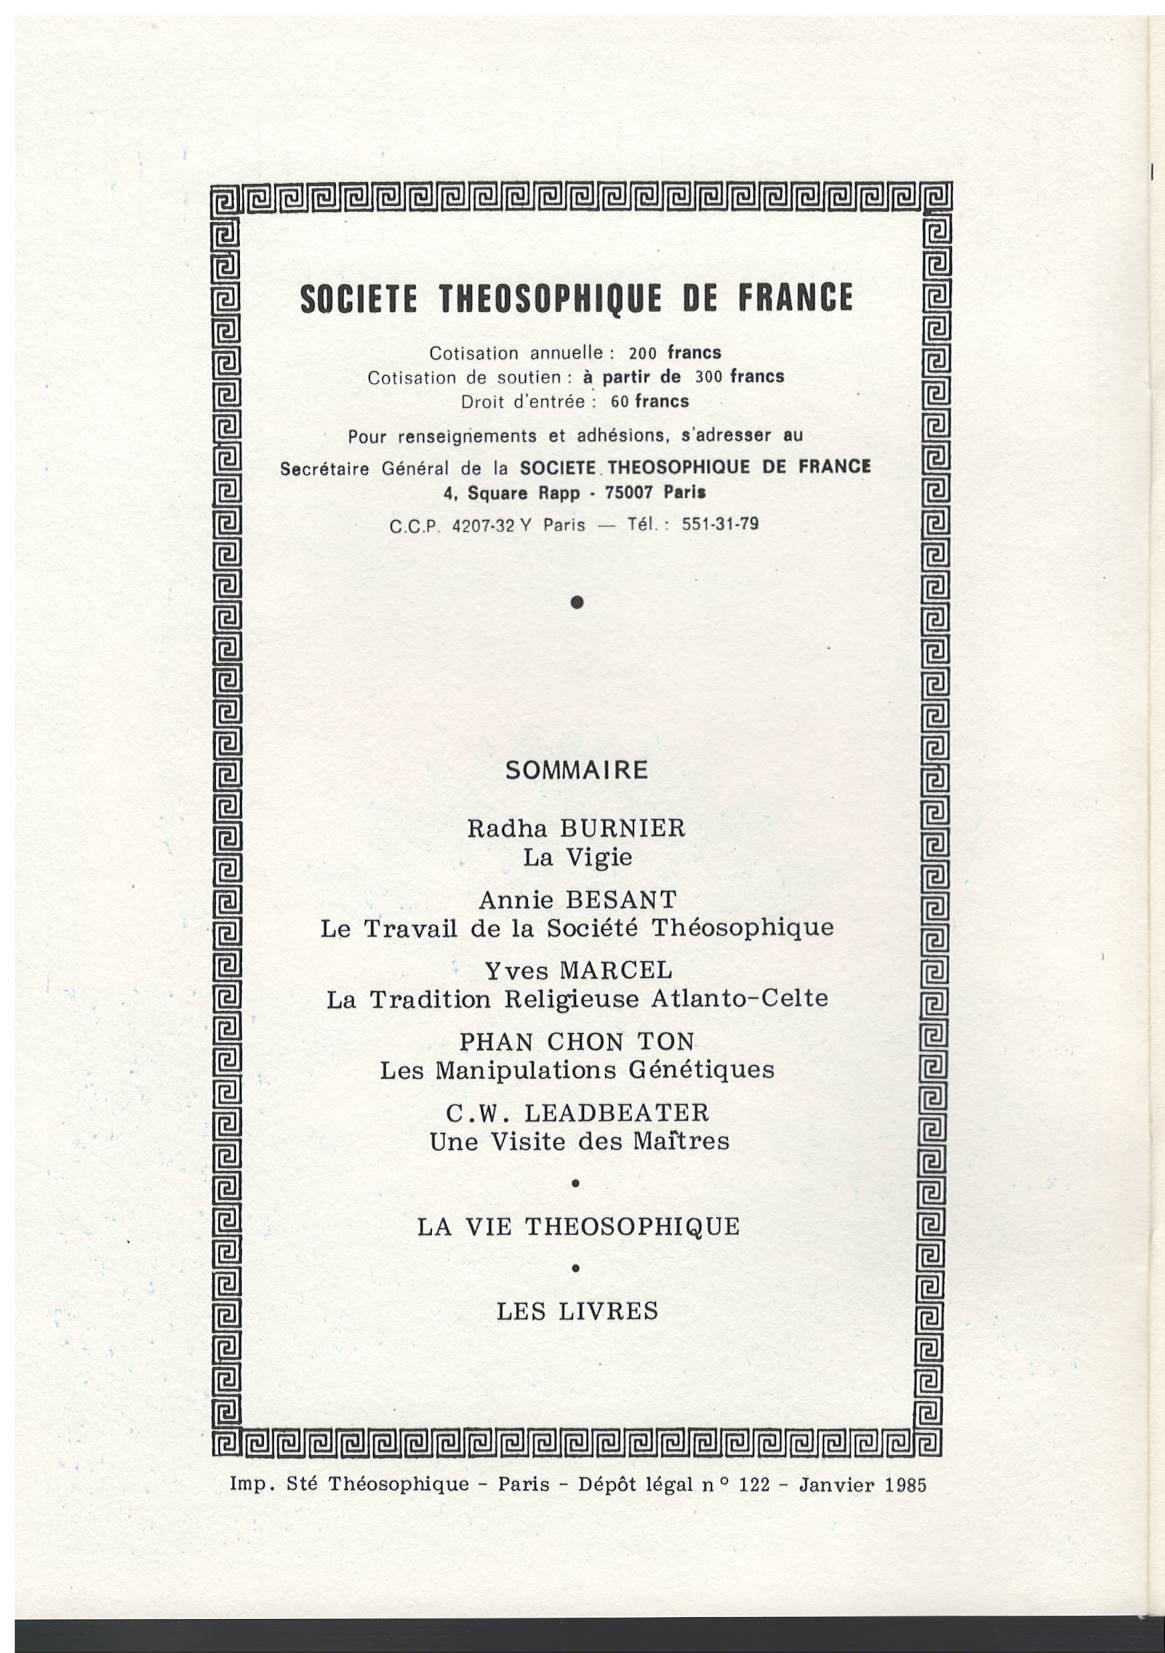 SOCIETE THEOSOPHIQUE DE FRANCE
Cotisation annuelle : 200 francs
Cotisation de soutien : à partir de 300 francs
Droit d'entrée : 60 francs
Pour renseignements et adhésions, s'adresser au
Secrétaire Général de la SOCIETE THEOSOPHIQUE DE FRANCE
4, Square Rapp - 75007 Paris
C.C.P. 4207-32 Y Paris — Tél. : 551-31-79
SOMMAIRE
Radha BURNIER
La Vigie
Annie BESANT
Le Travail de la Société Théosophique
Yves MARCEL
La Tradition Religieuse Atlanto-Celte
PHAN CHON TON
Les Manipulations Génétiques
C.W. LEADBEATER
Une Visite des Maîtres
LA VIE THEOSOPHIQUE
LES LIVRES
Imp. Sté Théosophique - Paris - Dépôt légal n° 122 - Janvier 1985